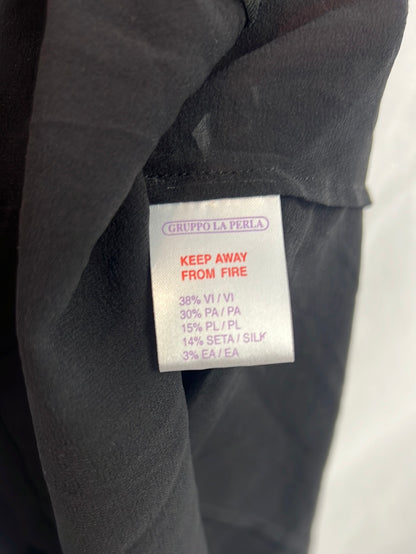 GRUPPO LA PERLA
KEEP AWAY
FROM FIRE
38% VI / VI
30% PA / PA
15% PL / PL
14% SETA / SILK
3% EA / EA